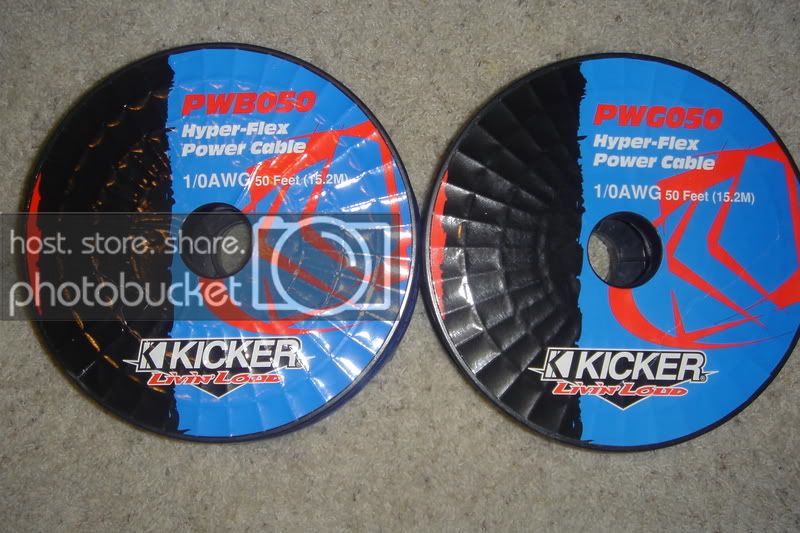 PWB050
Hyper-Flex
Power Cable
1/0AWG 50 Feet (15.2M)
KICKER®
Livin' Loud
PWG050
Hyper-Flex
Power Cable
1/0AWG 50 Feet (15.2M)
KICKER®
Livin' Loud
host. store. share.
photobucket